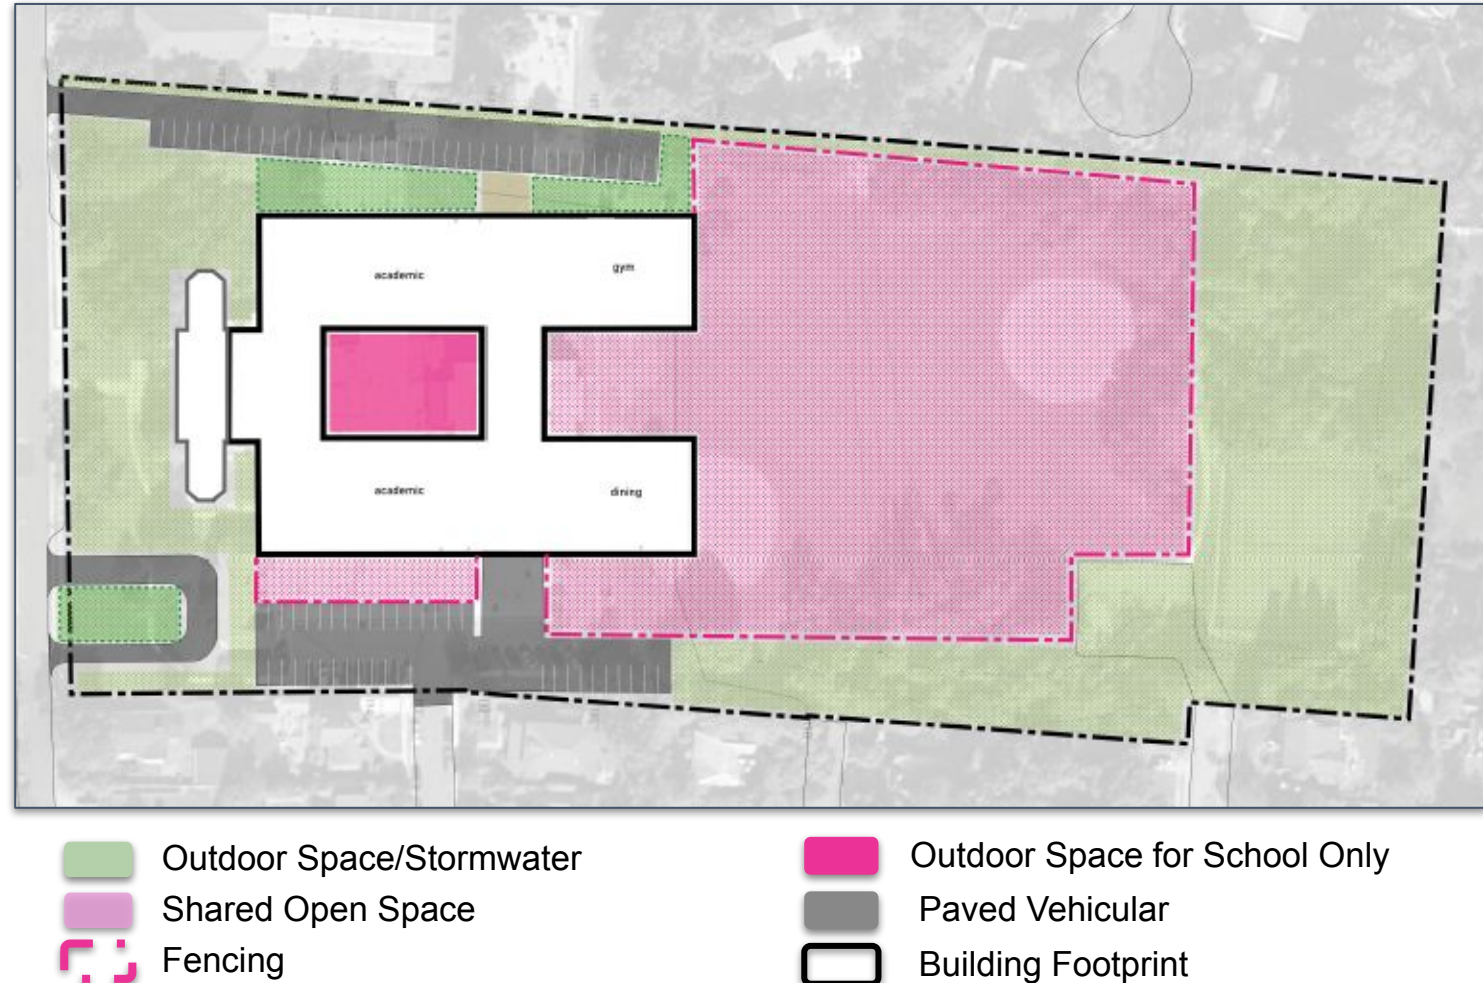 academic
gym
academic
dining
Outdoor Space/Stormwater
Outdoor Space for School Only
Shared Open Space
Paved Vehicular
Fencing
Building Footprint